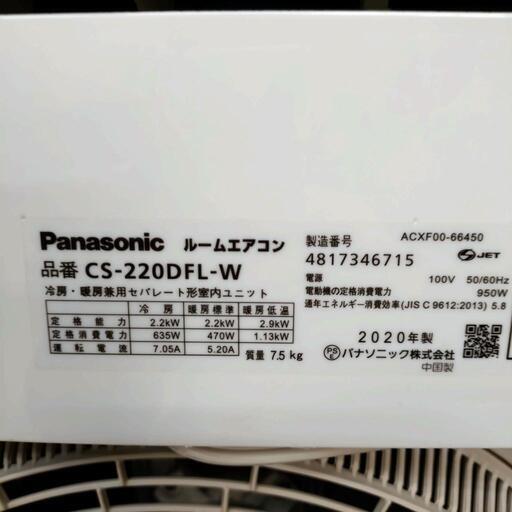 Panasonic ルームエアコン
品番 CS-220DFL-W
冷房・暖房兼用セパレート形室内ユニット
冷房 暖房標準 暖房低温
定格能力 2.2kW 2.2kW 2.9kW
定格消費電力 635W 470W 1.13kW
運転電流 7.05A 5.20A
質量 7.5 kg
ACXF00-66450
製造番号
4817346715
JET
電源 100V 50/60Hz
電動機の定格消費電力 950W
通年エネルギー消費効率(JIS C 9612:2013) 5.8
2020年製
PS E パナソニック株式会社
中国製